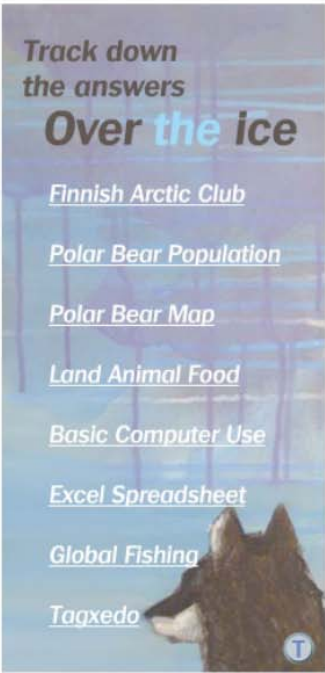 Track down
the answers
Over the ice
Finnish Arctic Club
Polar Bear Population
Polar Bear Map
Land Animal Food
Basic Computer Use
Excel Spreadsheet
Global Fishing
Tagxedo
T